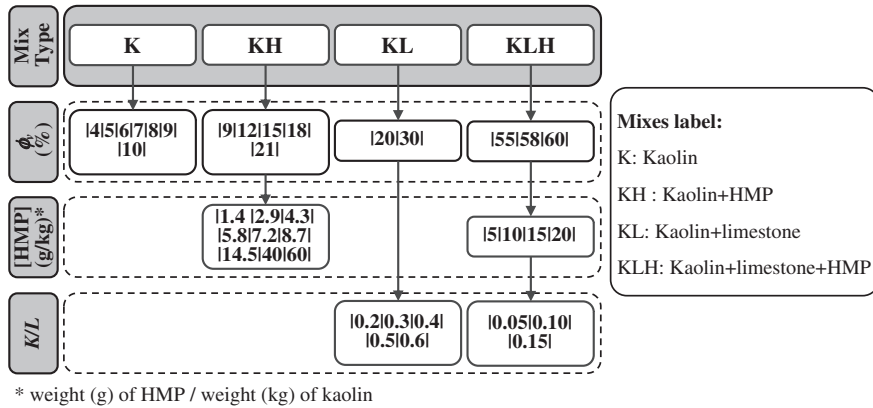 Mix Type
K
KH
KL
KLH
ϕv (%)
|4|5|6|7|8|9|
|10|
|9|12|15|18|
|21|
|20|30|
|55|58|60|
[HMP] (g/kg)*
|1.4 |2.9|4.3|
|5.8|7.2|8.7|
|14.5|40|60|
|5|10|15|20|
K/L
|0.2|0.3|0.4|
|0.5|0.6|
|0.05|0.10|
|0.15|
Mixes label:
K: Kaolin
KH : Kaolin+HMP
KL: Kaolin+limestone
KLH: Kaolin+limestone+HMP
* weight (g) of HMP / weight (kg) of kaolin